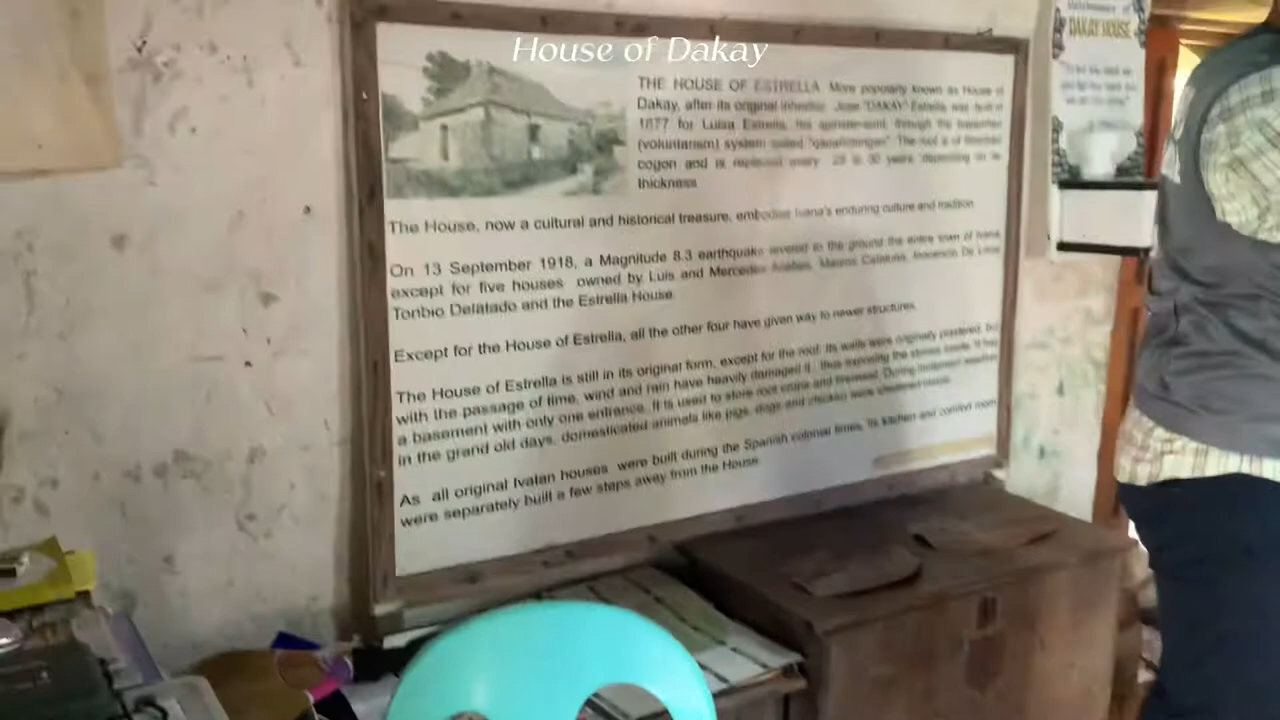 House of Dakay
THE HOUSE OF ESTRELLA More popularly known as House of
Dakay, after its original inheritor Jose "DAKAY" Estrella was built in
1877 for Luisa Estrella, his through the
(voluntarism) system called The roof is of
cogon and is replaced every 25 to 30 years depending on its
thickness
The House, now a cultural and historical treasure, embodies Ivana's enduring culture and tradition
On 13 September 1918, a Magnitude 8.3 earthquake levered to the ground the entire town of Ivana
except for five houses owned by Luis and Mercedes
Toribio Delatado and the Estrella House
Except for the House of Estrella, all the other four have given way to newer structures.
The House of Estrella is still in its original form, except for the roof. Its walls were originally plastered, but
with the passage of time, wind and rain have heavily damaged it, thus exposing the stones inside. It has
a basement with only one entrance. It is used to store root crops and firewood. During inclement weather
in the grand old days, domesticated animals like pigs, dogs and chicken were sheltered inside.
As all original Ivatan houses were built during the Spanish colonial times, its kitchen and comfort room
were separately built a few steps away from the House.
DAKAY HOUSE